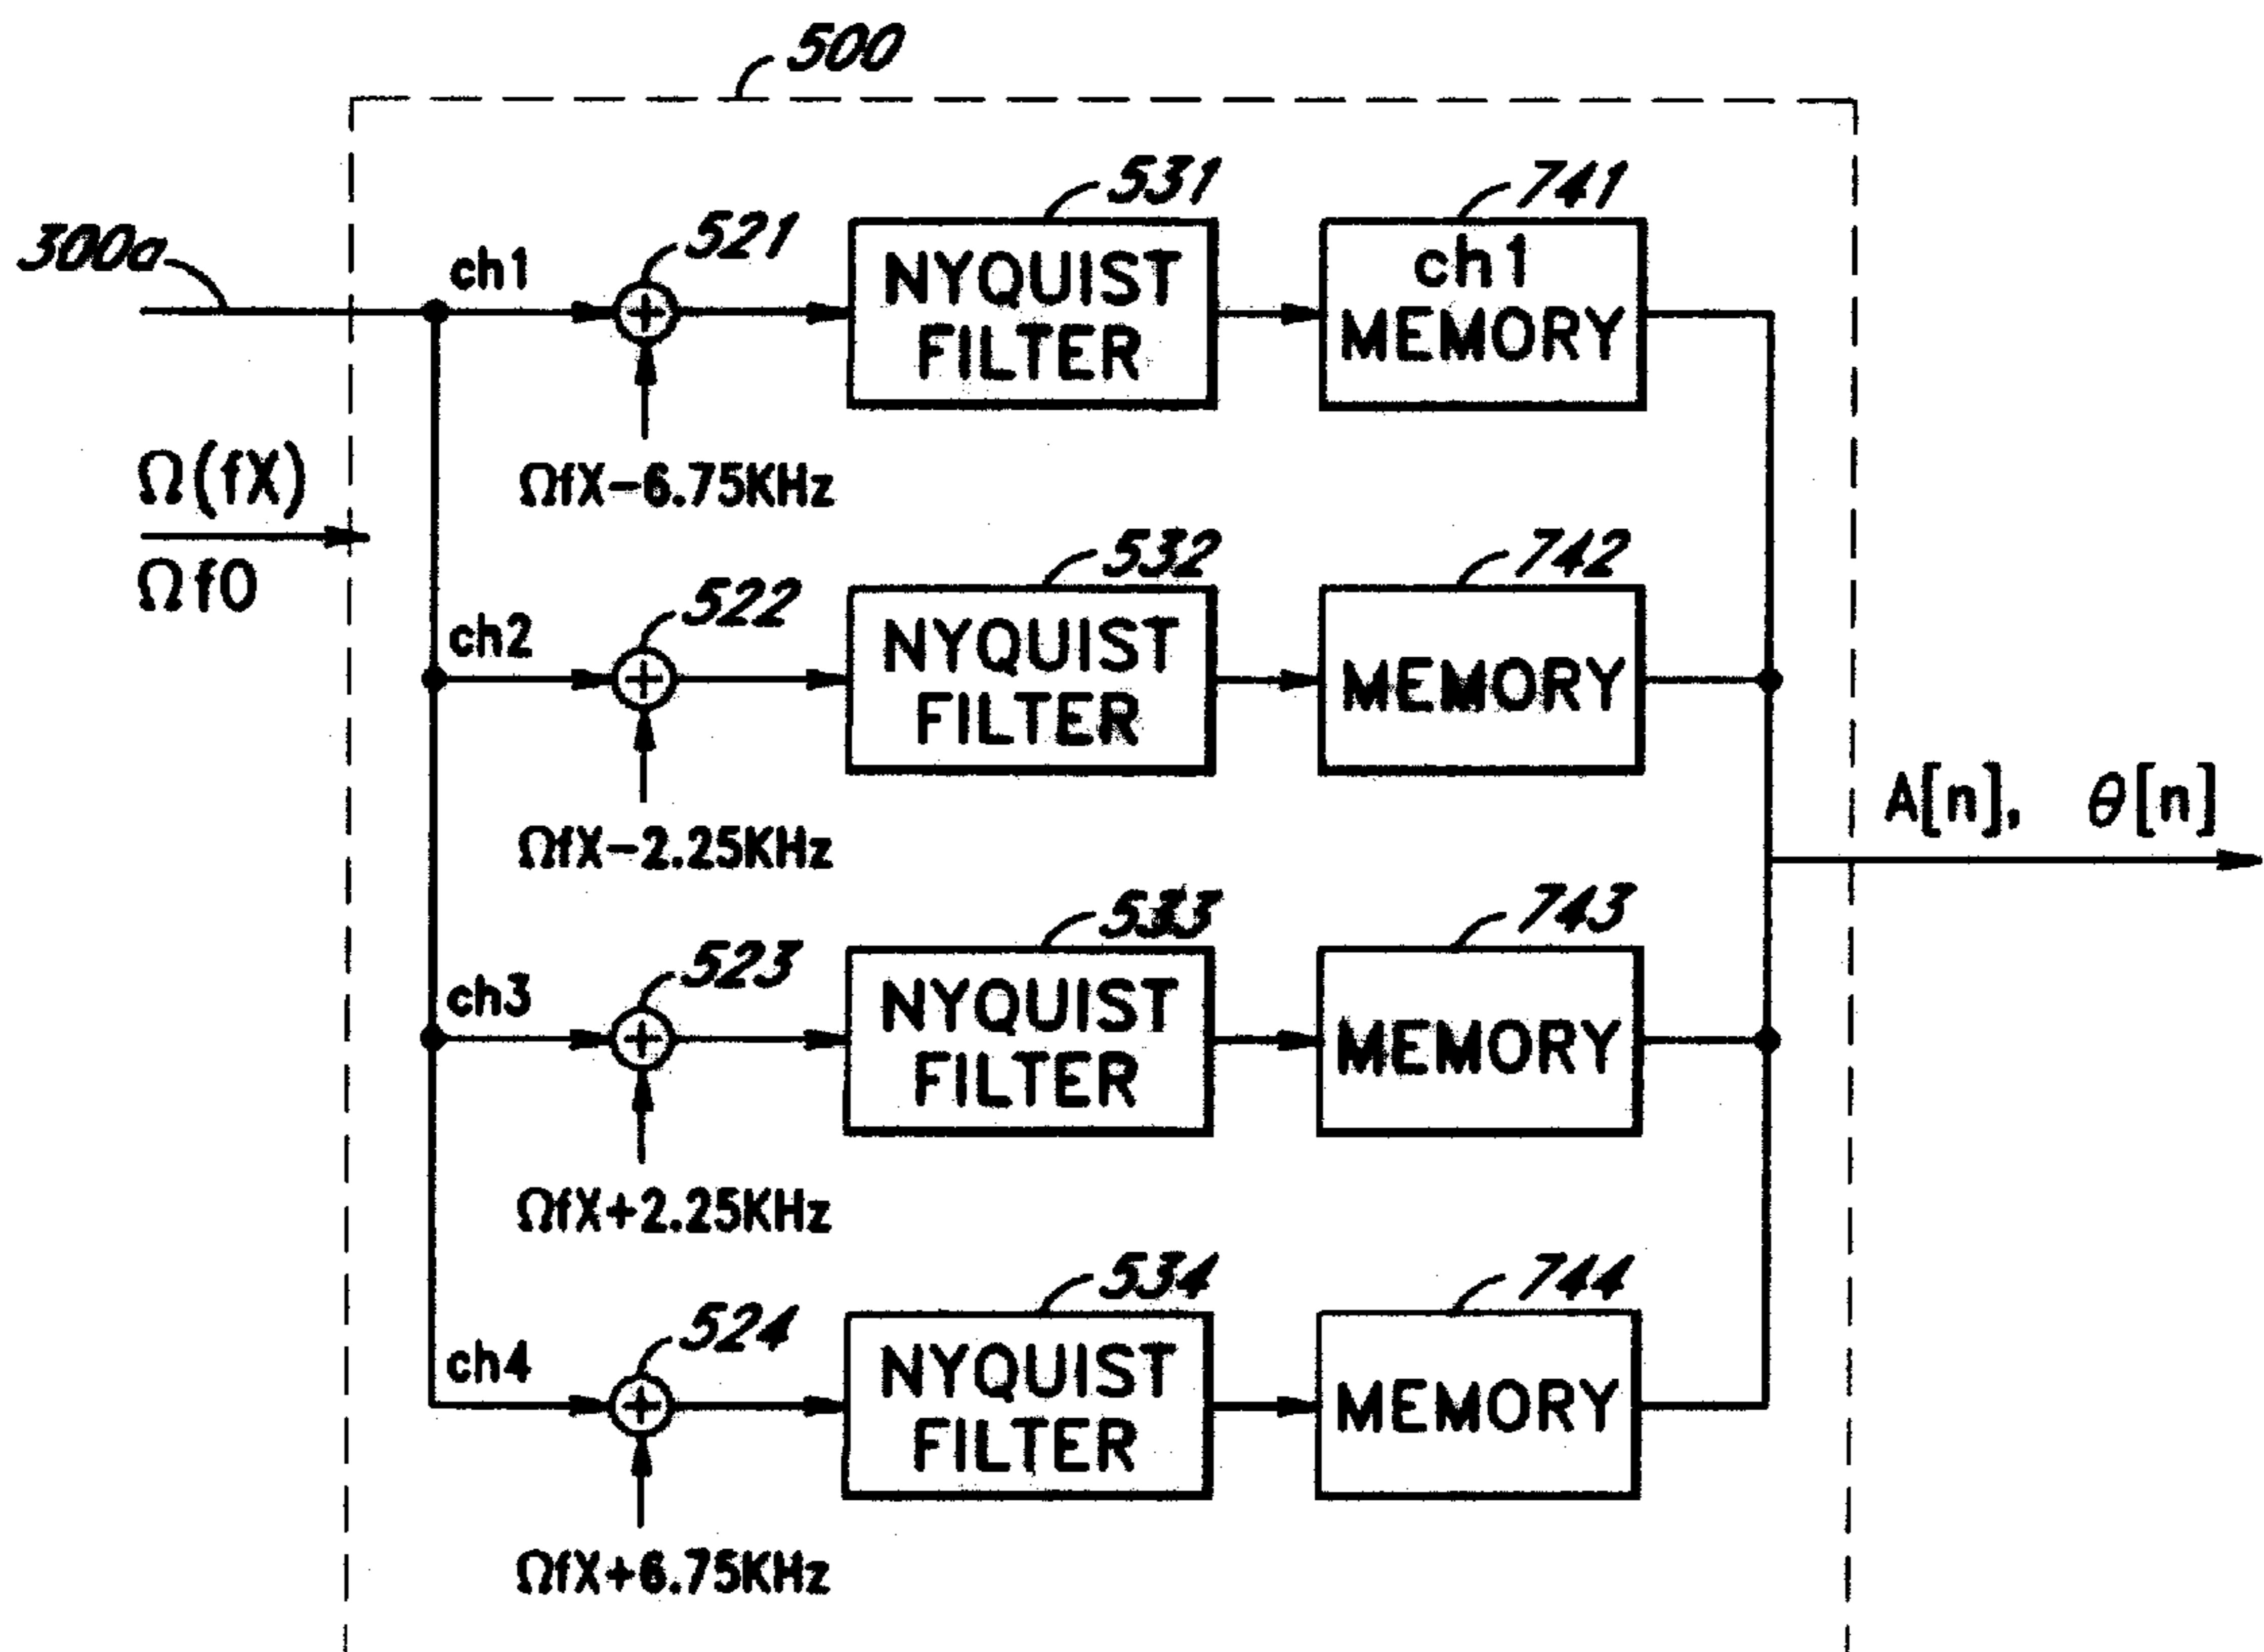 500
300a
ch1
521
531
NYQUIST
FILTER
741
ch1
MEMORY
ΩfX-6.75KHz
Ω(fX)
Ωf0
ch2
522
532
NYQUIST
FILTER
742
MEMORY
ΩfX-2.25KHz
A[n], θ[n]
ch3
523
533
NYQUIST
FILTER
743
MEMORY
ΩfX+2.25KHz
ch4
524
534
NYQUIST
FILTER
744
MEMORY
ΩfX+6.75KHz